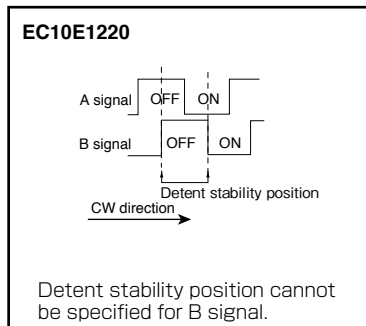 EC10E1220
A signal OFF ON
B signal OFF ON
Detent stability position
CW direction
Detent stability position cannot
be specified for B signal.